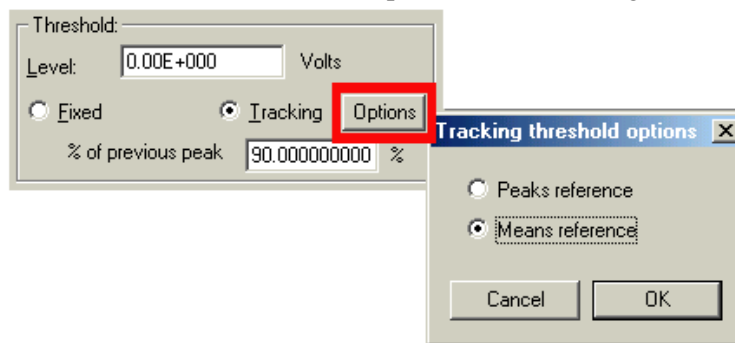 Threshold:
Level: 0.00E+000 Volts
Fixed Tracking Options
% of previous peak 90.000000000 %
Tracking threshold options
Peaks reference
Means reference
Cancel OK